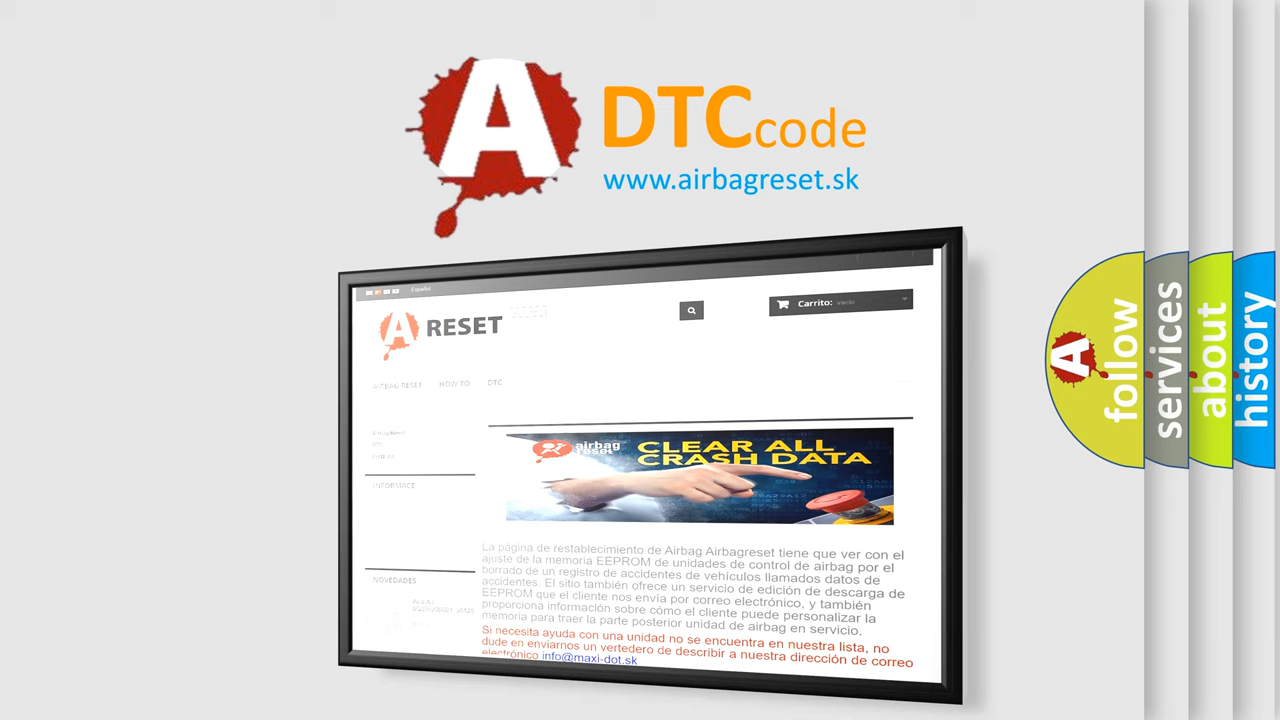 A
DTC code
www.airbagreset.sk
Español
A RESET
Carrito: vacío
AIRBAG RESET HOW TO DTC
airbag
reset
CLEAR ALL
CRASH DATA
INFORMACE
NOVEDADES
La página de restablecimiento de Airbag Airbagreset tiene que ver con el
ajuste de la memoria EEPROM de unidades de control de airbag por el
borrado de un registro de accidentes de vehículos llamados datos de
accidentes. El sitio también ofrece un servicio de edición de descarga de
EEPROM que el cliente nos envía por correo electrónico, y también
proporciona información sobre cómo el cliente puede personalizar la
memoria para traer la parte posterior unidad de airbag en servicio.
Si necesita ayuda con una unidad no se encuentra en nuestra lista, no
dude en enviarnos un vertedero de describir a nuestra dirección de correo
electrónico info@maxi-dot.sk
A
follow
services
about
history